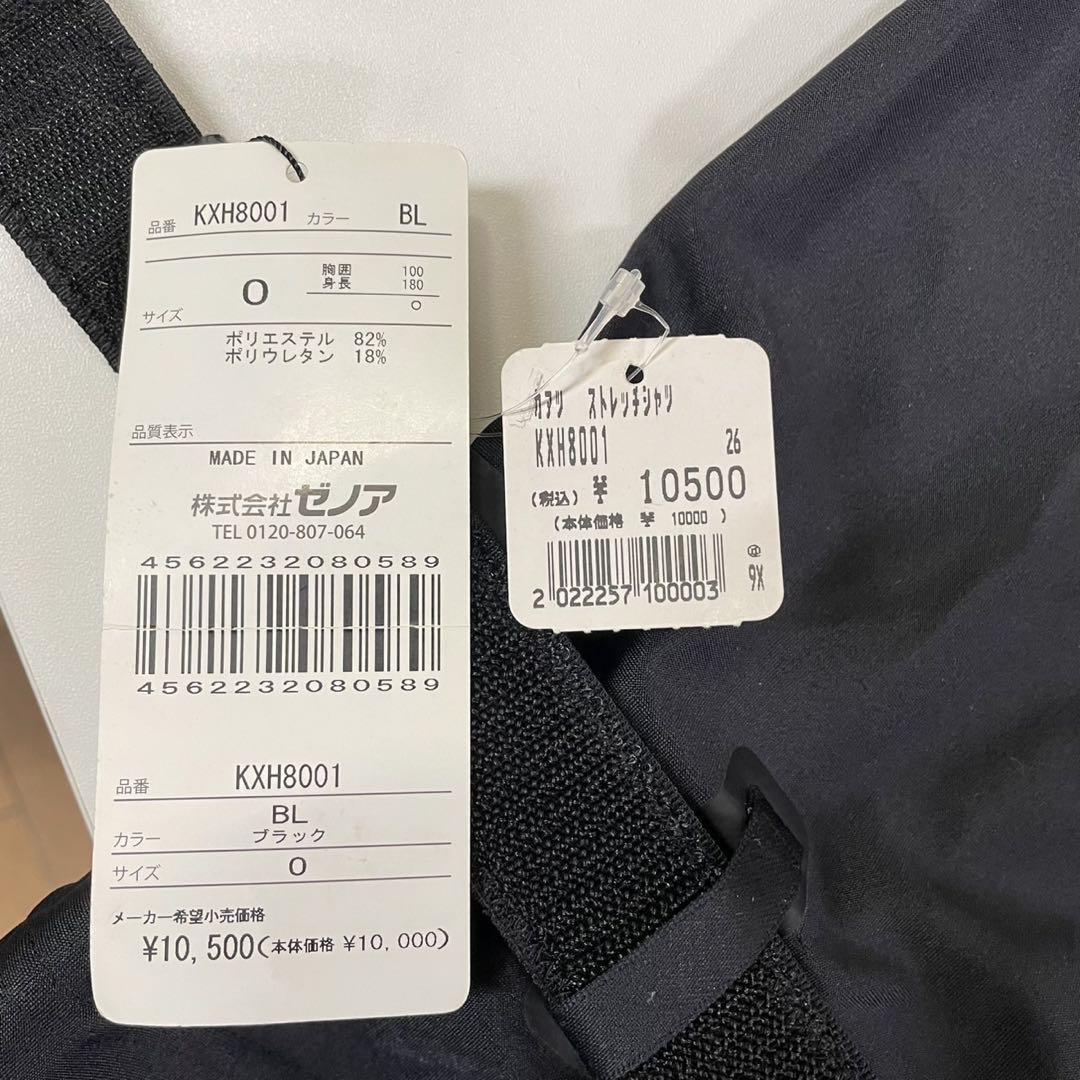 品番 KXH8001 カラー BL
胸囲 100
身長 180
サイズ O O
ポリエステル 82%
ポリウレタン 18%
品質表示
MADE IN JAPAN
株式会社ゼノア
TEL 0120-807-064
4562232080589
4562232080589
品番 KXH8001
BL
カラー ブラック
サイズ O
メーカー希望小売価格
¥10,500(本体価格 ¥10,000)
ストレッチシャツ
KXH8001 26
(税込) ¥ 10500
(本体価格 ¥ 10000 )
@
9X
2 022257 100003